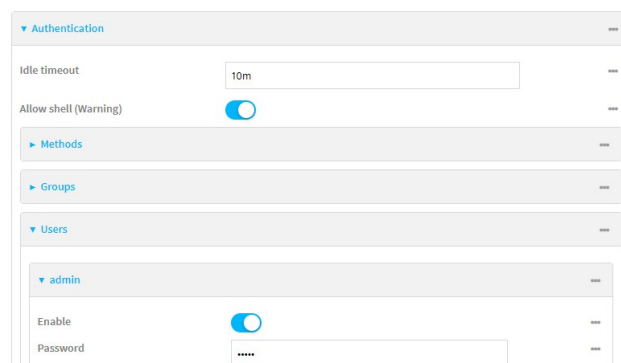 Authentication
Idle timeout
10m
Allow shell (Warning)
Methods
Groups
Users
admin
Enable
Password
•••••